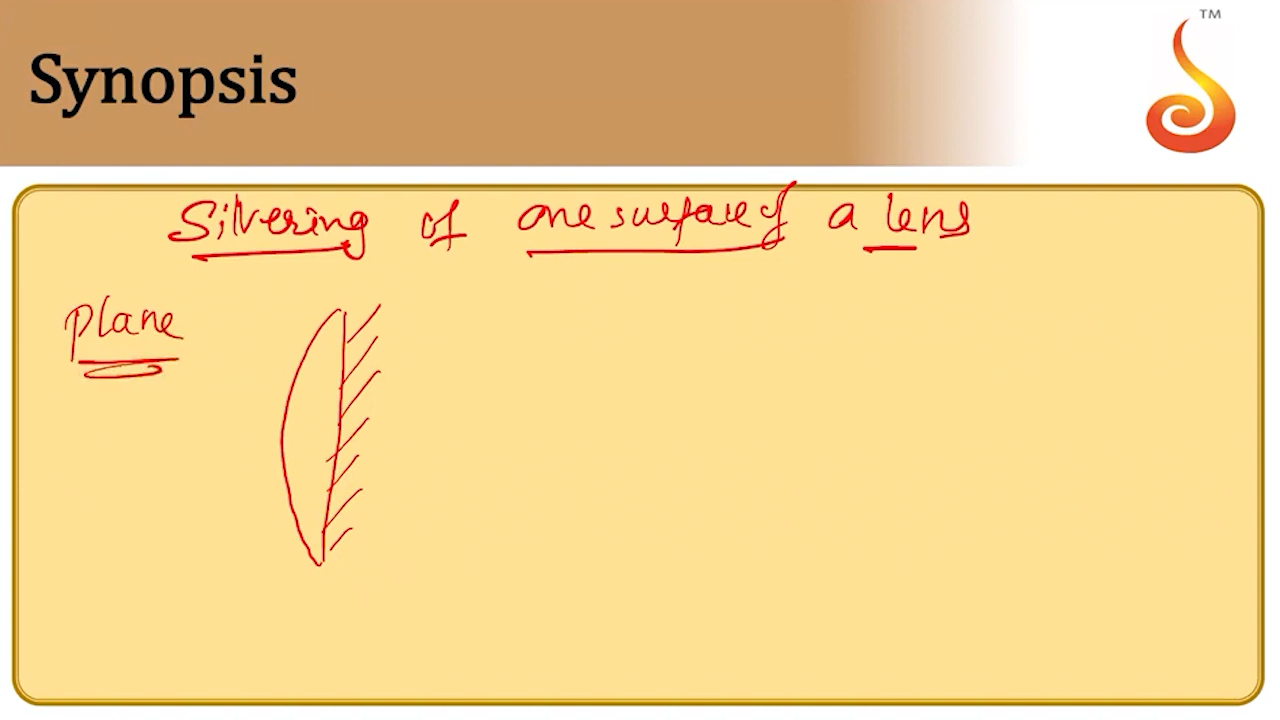 TM
Synopsis
Silvering of one surface of a lens
plane